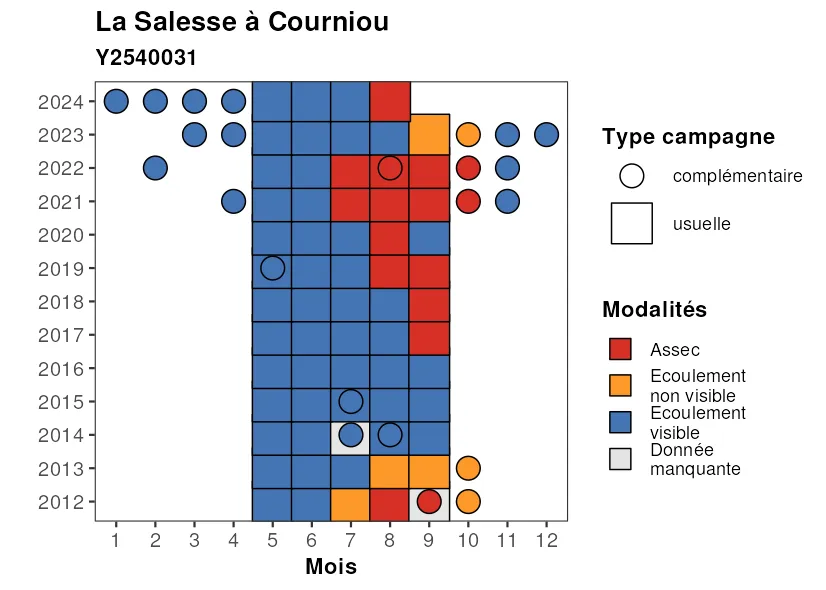 La Salesse à Courniou
Y2540031
2024
2023
2022
2021
2020
2019
2018
2017
2016
2015
2014
2013
2012
1 2 3 4 5 6 7 8 9 10 11 12
Mois
Type campagne
complémentaire
usuelle
Modalités
Assec
Ecoulement
non visible
Ecoulement
visible
Donnée
manquante